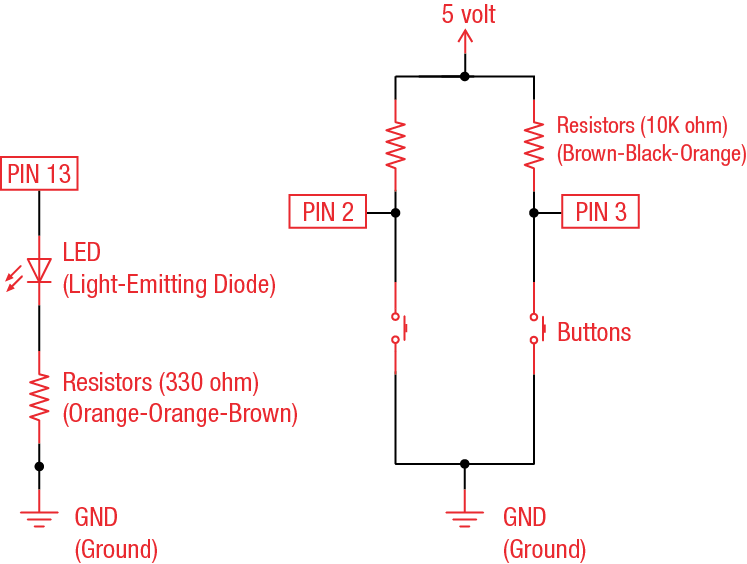 5 volt
Resistors (10K ohm)
(Brown-Black-Orange)
PIN 13
PIN 2
PIN 3
LED
(Light-Emitting Diode)
Buttons
Resistors (330 ohm)
(Orange-Orange-Brown)
GND
(Ground)
GND
(Ground)